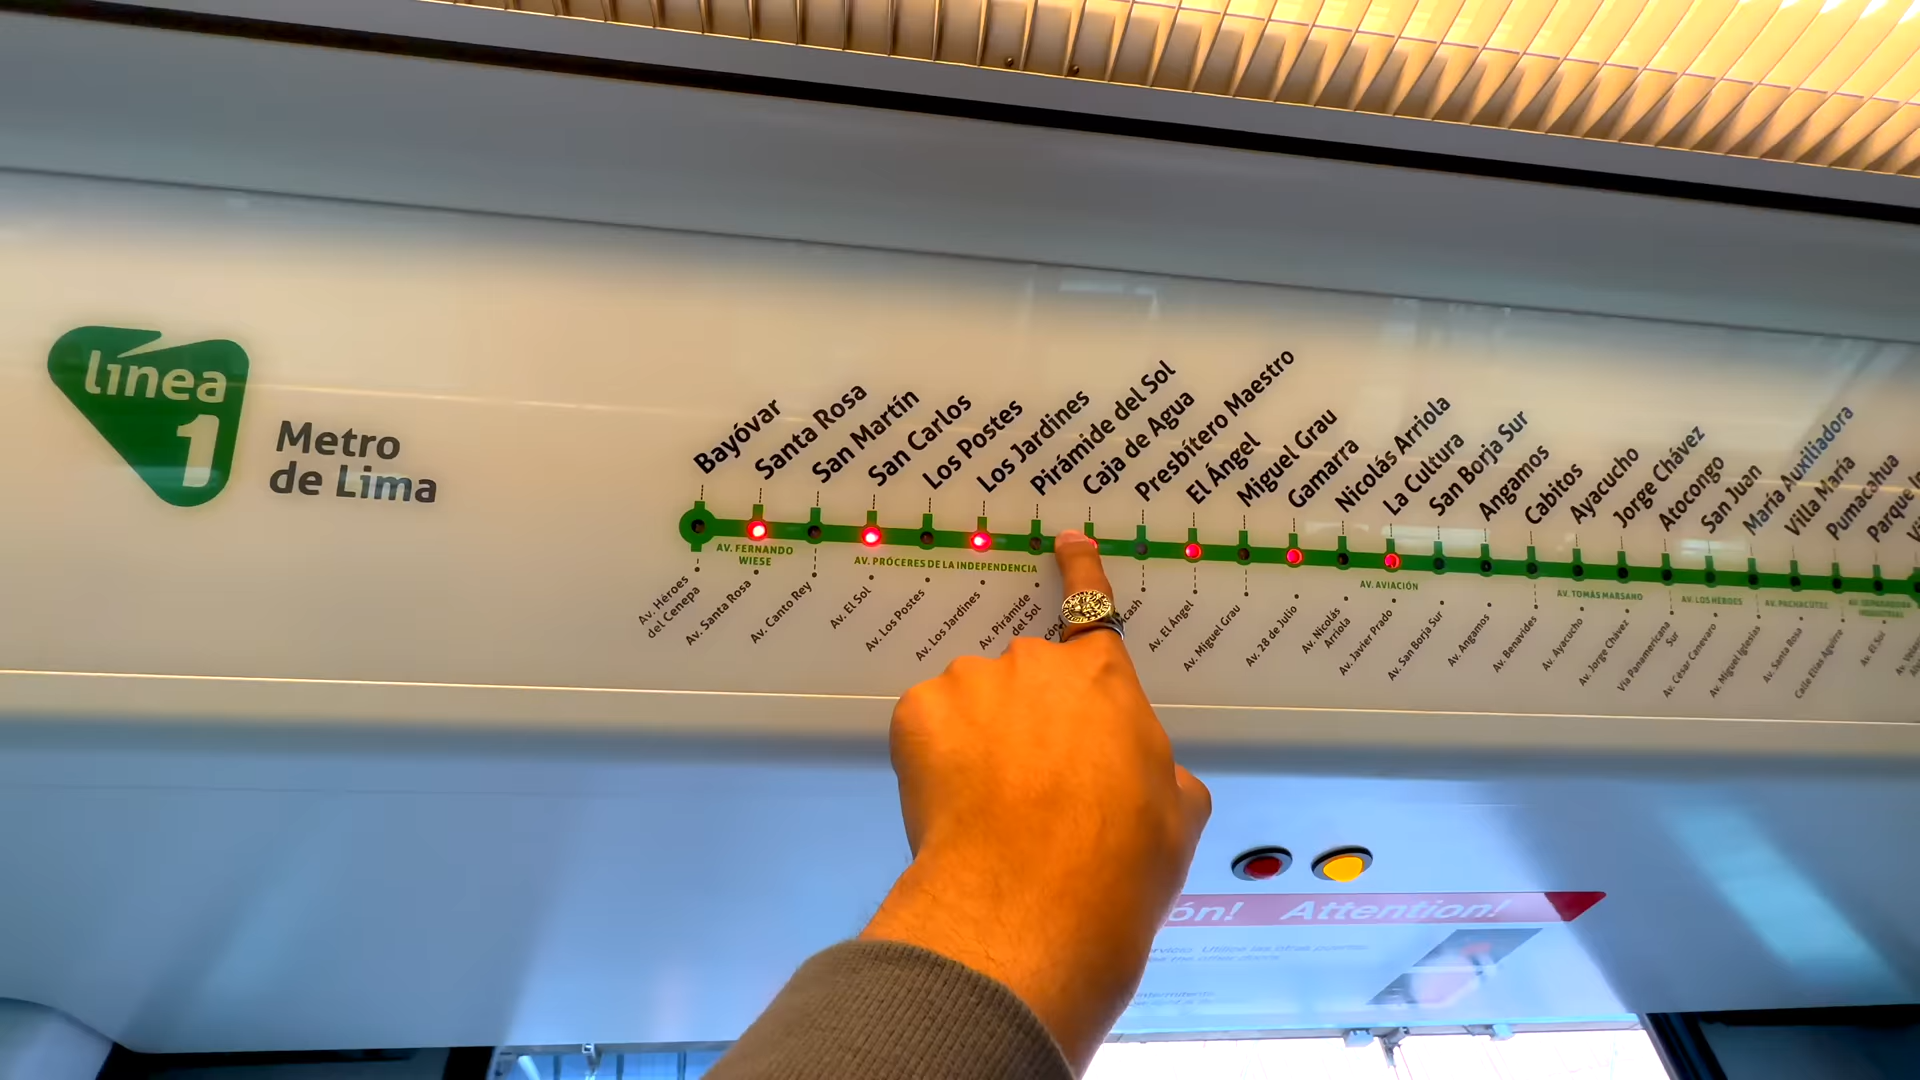 línea
1
Metro
de Lima
Bayóvar
Santa Rosa
San Martín
San Carlos
Los Postes
Los Jardines
Pirámide del Sol
Caja de Agua
Presbítero Maestro
El Ángel
Miguel Grau
Gamarra
Nicolás Arriola
La Cultura
San Borja Sur
Angamos
Cabitos
Ayacucho
Jorge Chávez
Atocongo
San Juan
María Auxiliadora
Villa María
Pumacahua
Parque
AV. FERNANDO
WIESE
AV. PRÓCERES DE LA INDEPENDENCIA
AV. AVIACIÓN
AV. TOMÁS MARSANO
AV. LOS HÉROES
AV. PACHACÚTEC
Av. Héroes
del Cenepa
Av. Santa Rosa
Av. Canto Rey
Av. El Sol
Av. Los Postes
Av. Los Jardines
Av. Pirámide
del Sol
Av. El Ángel
Av. Miguel Grau
Av. 28 de Julio
Av. Nicolás
Arriola
Av. Javier Prado
Av. San Borja Sur
Av. Angamos
Av. Benavides
Av. Ayacucho
Av. Jorge Chávez
Vía Panamericana
Sur
Av. César Canevaro
Av. Miguel Iglesias
Av. Santa Rosa
Calle Elías Aguirre
Av. El Sol
ón! Attention!